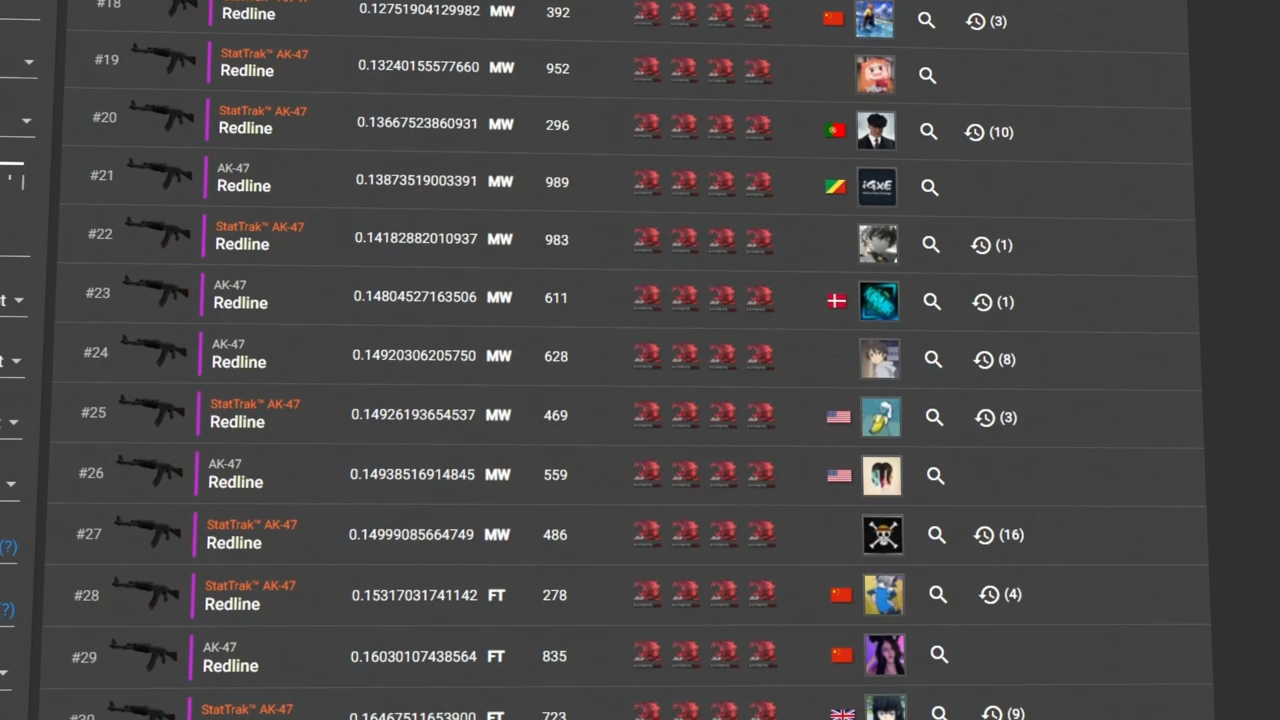 #18 Redline 0.12751904129982 MW 392 (3)
#19 StatTrak™ AK-47 Redline 0.13240155577660 MW 952
#20 StatTrak™ AK-47 Redline 0.13667523860931 MW 296 (10)
#21 AK-47 Redline 0.13873519003391 MW 989
#22 StatTrak™ AK-47 Redline 0.14182882010937 MW 983 (1)
#23 AK-47 Redline 0.14804527163506 MW 611 (1)
#24 AK-47 Redline 0.14920306205750 MW 628 (8)
#25 StatTrak™ AK-47 Redline 0.14926193654537 MW 469 (3)
#26 AK-47 Redline 0.14938516914845 MW 559
#27 StatTrak™ AK-47 Redline 0.14999085664749 MW 486 (16)
(?)
#28 StatTrak™ AK-47 Redline 0.15317031741142 FT 278 (4)
(?)
#29 AK-47 Redline 0.16030107438564 FT 835
#30 StatTrak™ AK-47 0.16467511653900 FT 723 (9)